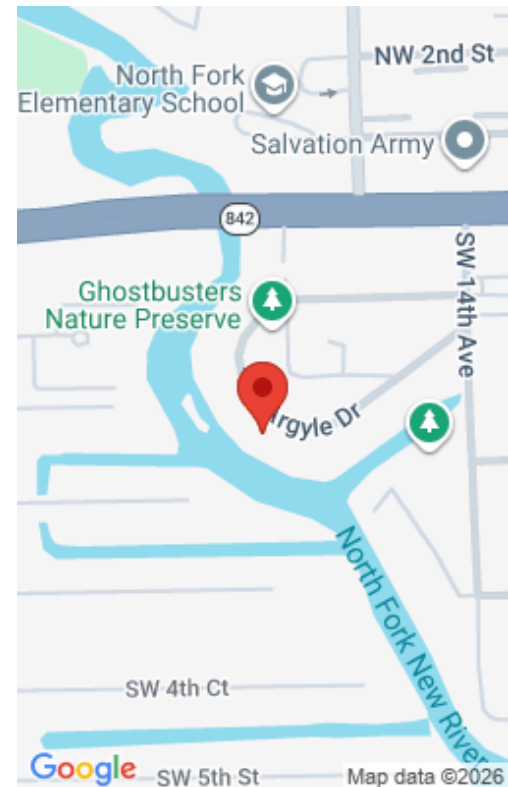 NW 2nd St
North Fork
Elementary School
Salvation Army
842
SW 14th Ave
Ghostbusters
Nature Preserve
rgyle Dr
North Fork New River
SW 4th Ct
Google
SW 5th St
Map data ©2026